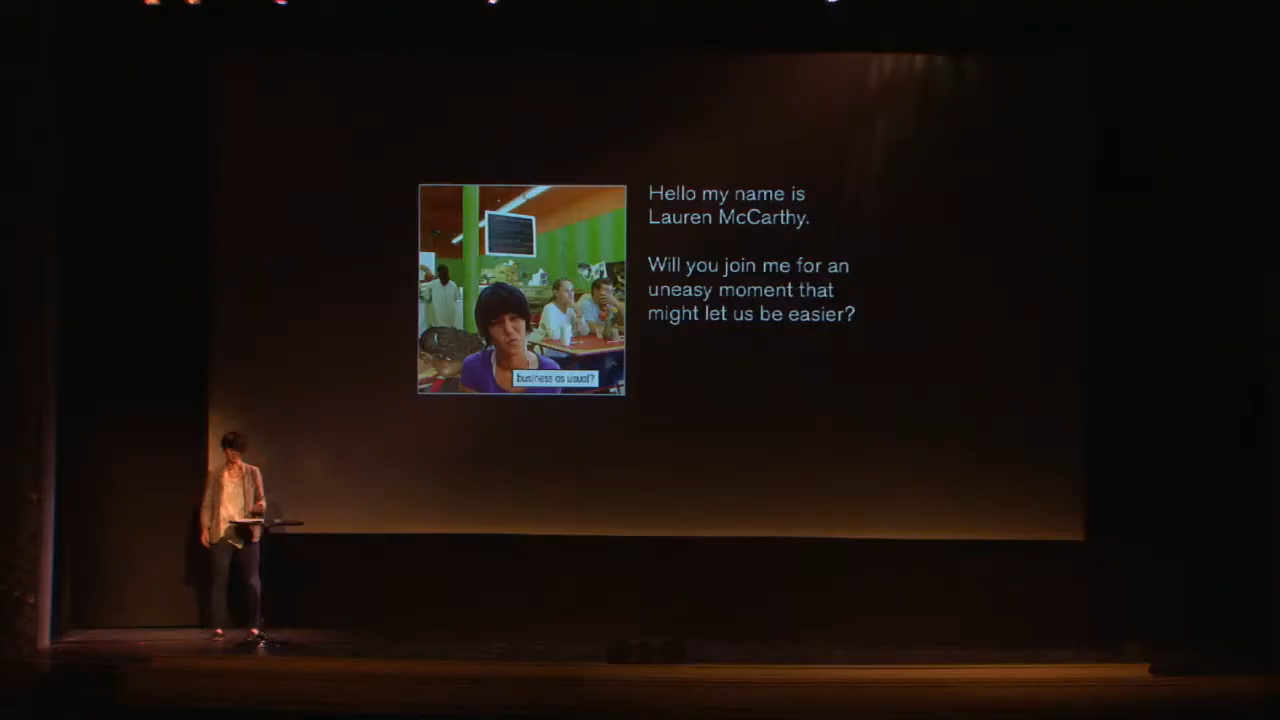 Hello my name is
Lauren McCarthy.
Will you join me for an
uneasy moment that
might let us be easier?
business as usual?